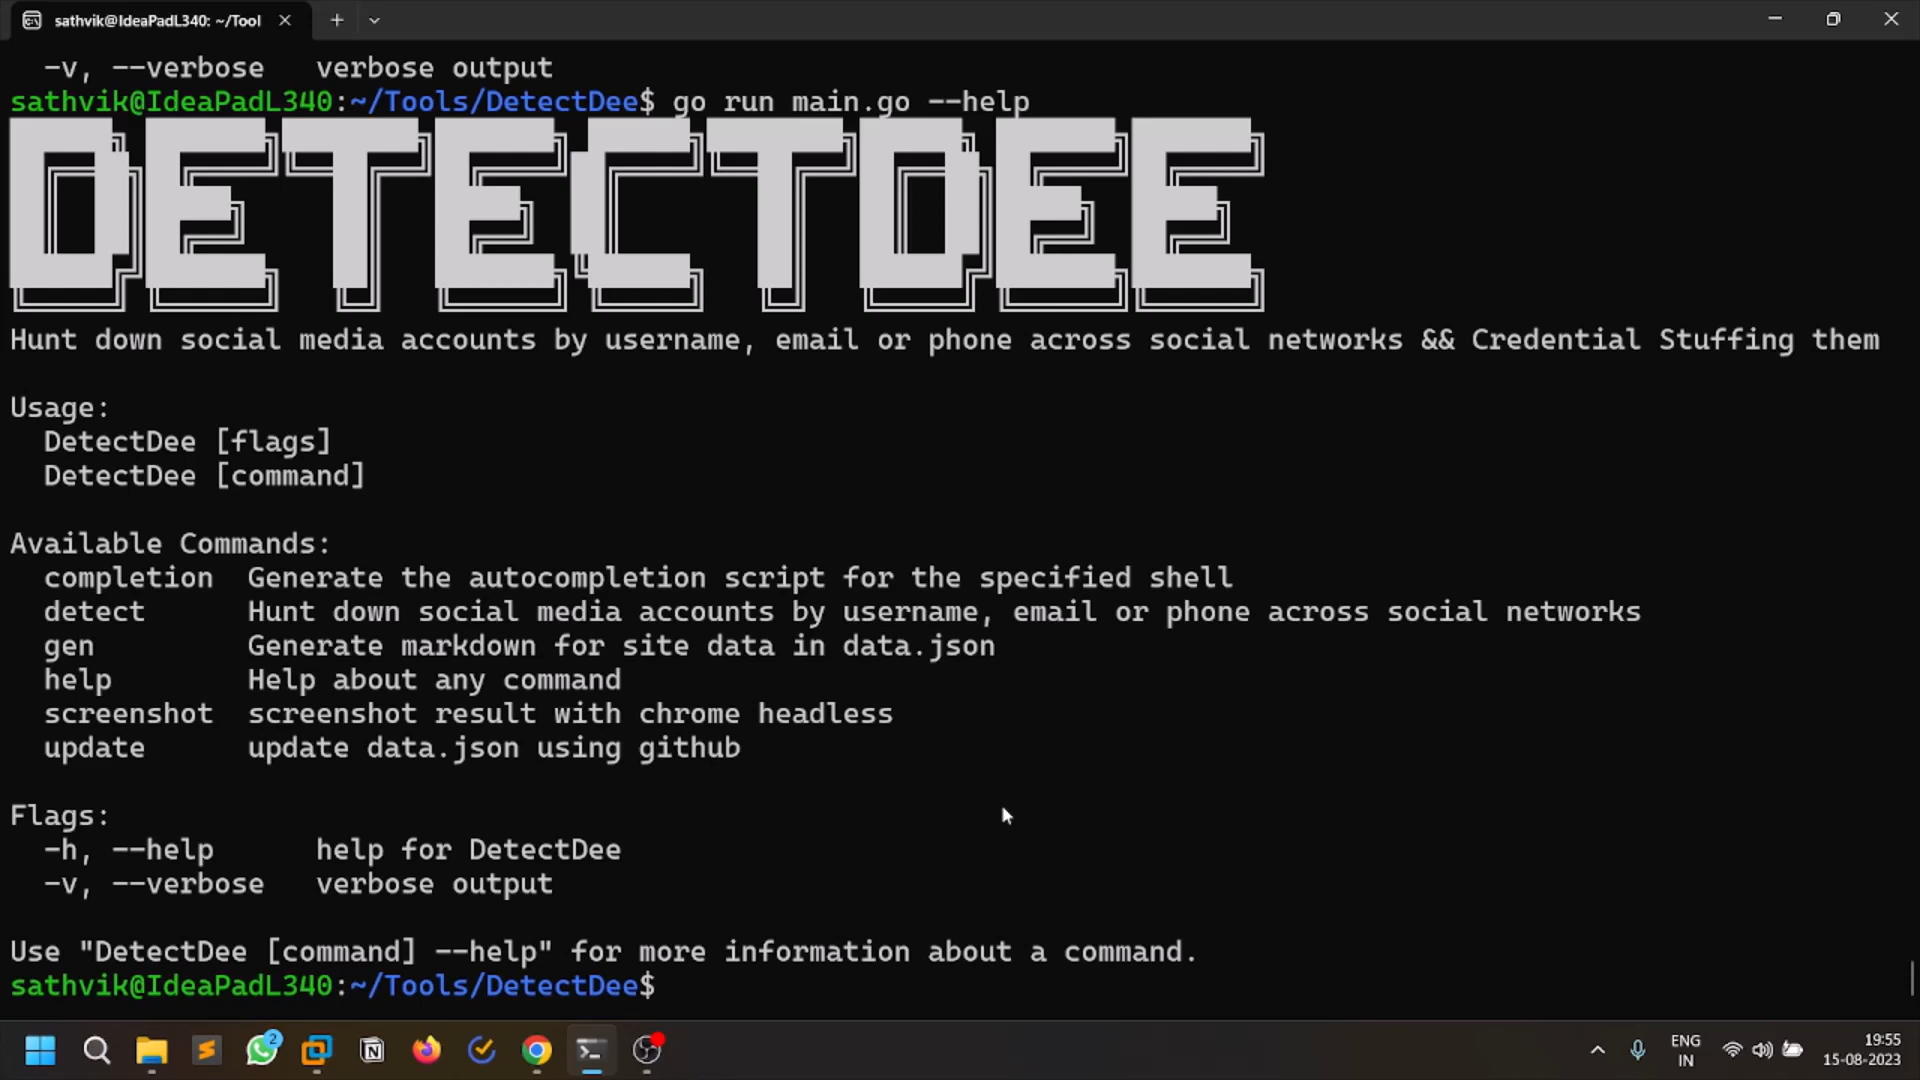 sathvik@IdeaPadL340: ~/Tool
-v, --verbose   verbose output
sathvik@IdeaPadL340:~/Tools/DetectDee$ go run main.go --help
DETECTDEE
Hunt down social media accounts by username, email or phone across social networks && Credential Stuffing them
Usage:
DetectDee [flags]
DetectDee [command]
Available Commands:
completion  Generate the autocompletion script for the specified shell
detect      Hunt down social media accounts by username, email or phone across social networks
gen         Generate markdown for site data in data.json
help        Help about any command
screenshot  screenshot result with chrome headless
update      update data.json using github
Flags:
-h, --help      help for DetectDee
-v, --verbose   verbose output
Use "DetectDee [command] --help" for more information about a command.
sathvik@IdeaPadL340:~/Tools/DetectDee$
2
ENG
IN
19:55
15-08-2023